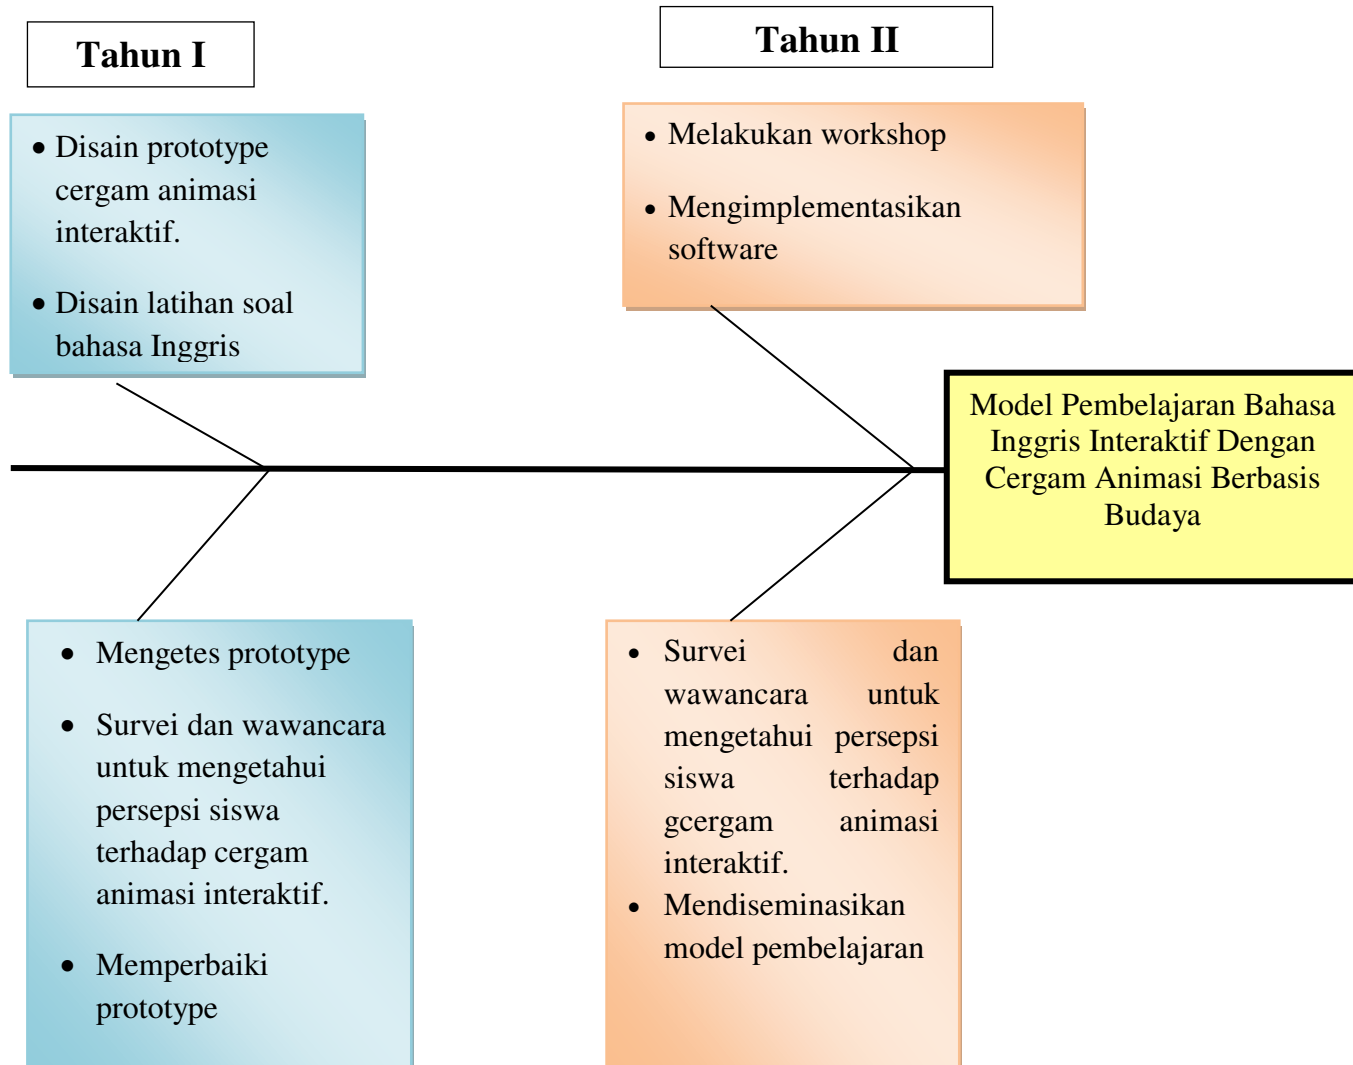 Tahun I
Tahun II
• Disain prototype
cergam animasi
interaktif.
• Disain latihan soal
bahasa Inggris
• Melakukan workshop
• Mengimplementasikan
software
Model Pembelajaran Bahasa
Inggris Interaktif Dengan
Cergam Animasi Berbasis
Budaya
• Mengetes prototype
• Survei dan wawancara
untuk mengetahui
persepsi siswa
terhadap cergam
animasi interaktif.
• Memperbaiki
prototype
• Survei dan
wawancara untuk
mengetahui persepsi
siswa terhadap
gcergam animasi
interaktif.
• Mendiseminasikan
model pembelajaran